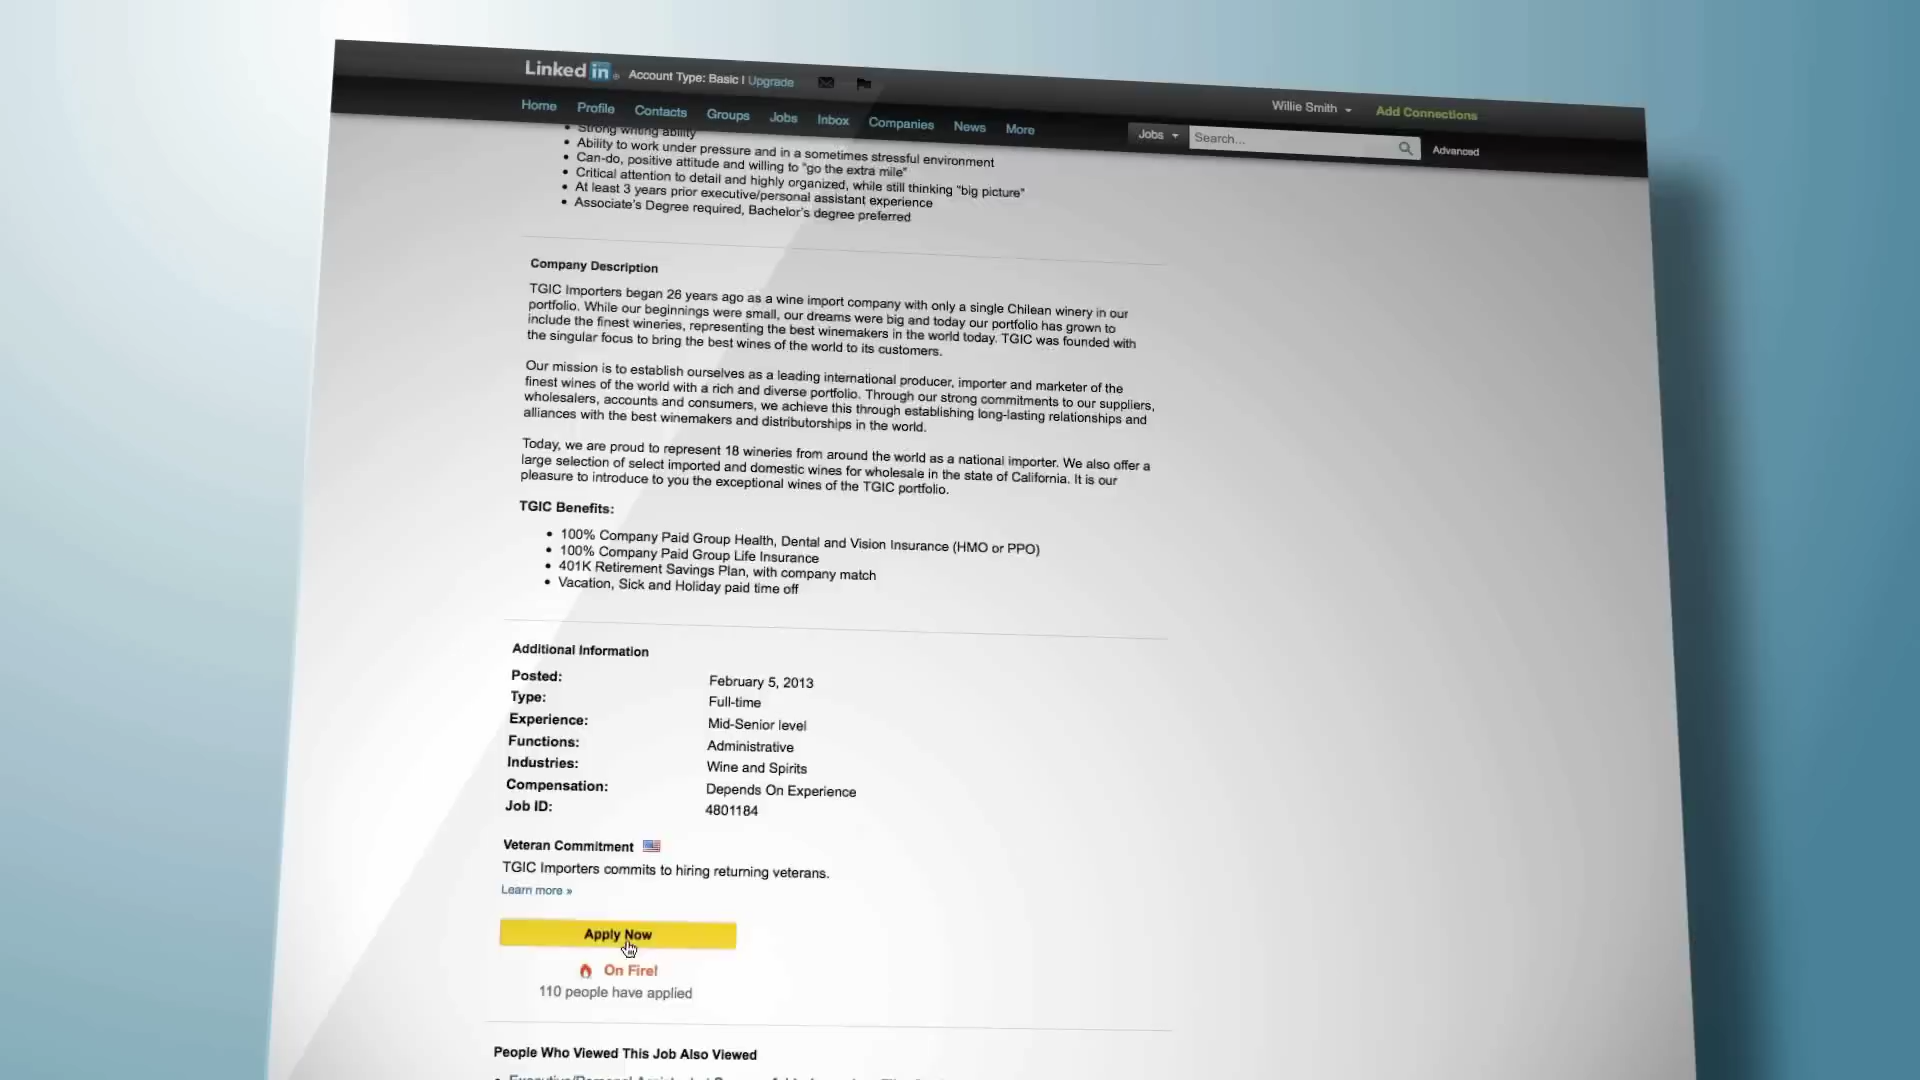 Linked in
Account Type: Basic | Upgrade
Willie Smith
Add Connections
Home Profile Contacts Groups Jobs Inbox Companies News More
Jobs
Search...
Advanced
Strong writing ability
Ability to work under pressure and in a sometimes stressful environment
Can-do, positive attitude and willing to "go the extra mile"
Critical attention to detail and highly organized, while still thinking "big picture"
At least 3 years prior executive/personal assistant experience
Associate's Degree required, Bachelor's degree preferred
Company Description
TGIC Importers began 26 years ago as a wine import company with only a single Chilean winery in our
portfolio. While our beginnings were small, our dreams were big and today our portfolio has grown to
include the finest wineries, representing the best winemakers in the world today. TGIC was founded with
the singular focus to bring the best wines of the world to its customers.
Our mission is to establish ourselves as a leading international producer, importer and marketer of the
finest wines of the world with a rich and diverse portfolio. Through our strong commitments to our suppliers,
wholesalers, accounts and consumers, we achieve this through establishing long-lasting relationships and
alliances with the best winemakers and distributorships in the world.
Today, we are proud to represent 18 wineries from around the world as a national importer. We also offer a
large selection of select imported and domestic wines for wholesale in the state of California. It is our
pleasure to introduce to you the exceptional wines of the TGIC portfolio.
TGIC Benefits:
100% Company Paid Group Health, Dental and Vision Insurance (HMO or PPO)
100% Company Paid Group Life Insurance
401K Retirement Savings Plan, with company match
Vacation, Sick and Holiday paid time off
Additional Information
Posted: February 5, 2013
Type: Full-time
Experience: Mid-Senior level
Functions: Administrative
Industries: Wine and Spirits
Compensation: Depends On Experience
Job ID: 4801184
Veteran Commitment
TGIC Importers commits to hiring returning veterans.
Learn more »
Apply Now
On Fire!
110 people have applied
People Who Viewed This Job Also Viewed